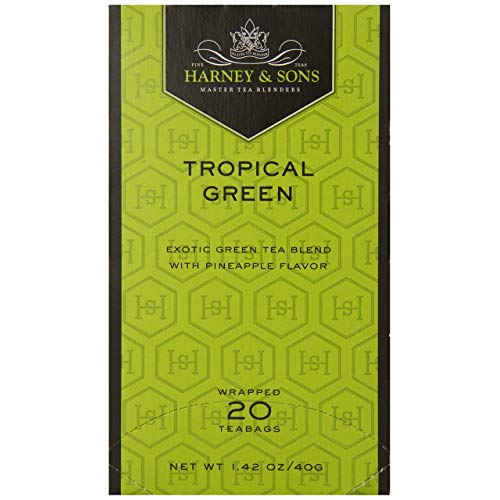 FINE TEAS
HARNEY & SONS
MASTER TEA BLENDERS
TROPICAL
GREEN
EXOTIC GREEN TEA BLEND
WITH PINEAPPLE FLAVOR
WRAPPED
20
TEABAGS
NET WT 1.42 OZ/40G